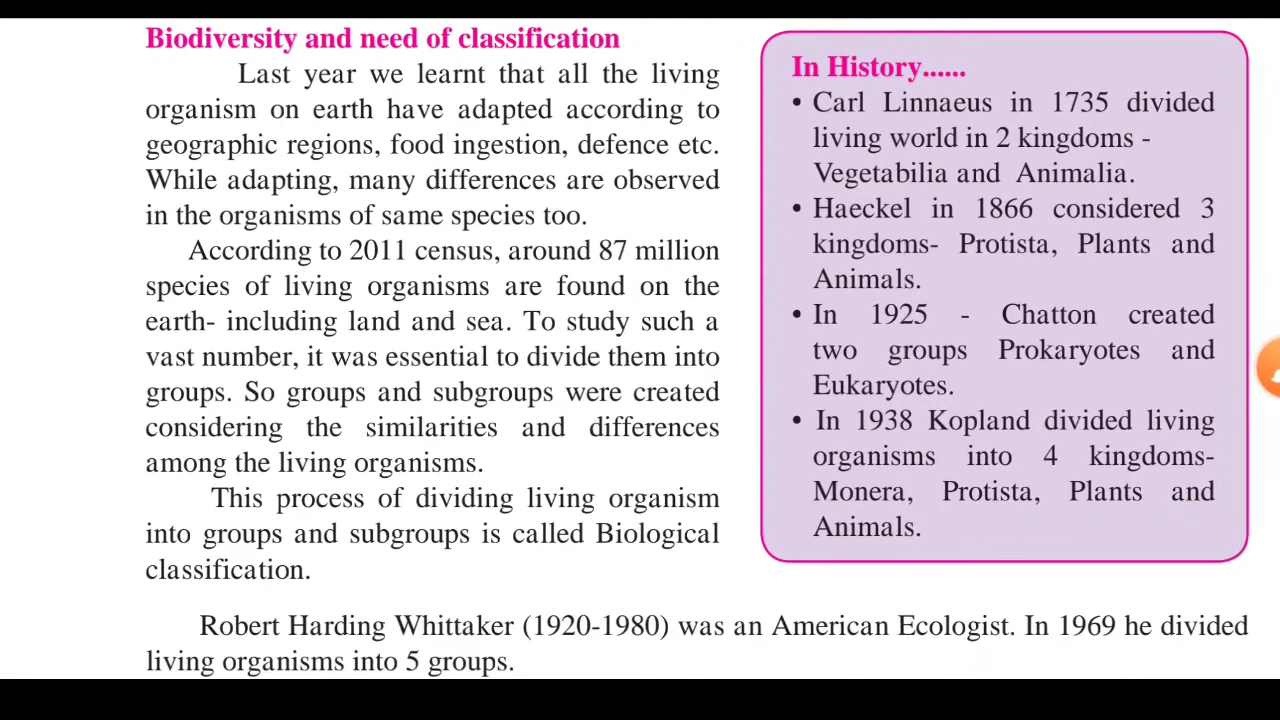 Biodiversity and need of classification
Last year we learnt that all the living
organism on earth have adapted according to
geographic regions, food ingestion, defence etc.
While adapting, many differences are observed
in the organisms of same species too.
According to 2011 census, around 87 million
species of living organisms are found on the
earth- including land and sea. To study such a
vast number, it was essential to divide them into
groups. So groups and subgroups were created
considering the similarities and differences
among the living organisms.
This process of dividing living organism
into groups and subgroups is called Biological
classification.
In History......
• Carl Linnaeus in 1735 divided
living world in 2 kingdoms -
Vegetabilia and Animalia.
• Haeckel in 1866 considered 3
kingdoms- Protista, Plants and
Animals.
• In 1925 - Chatton created
two groups Prokaryotes and
Eukaryotes.
• In 1938 Kopland divided living
organisms into 4 kingdoms-
Monera, Protista, Plants and
Animals.
Robert Harding Whittaker (1920-1980) was an American Ecologist. In 1969 he divided
living organisms into 5 groups.